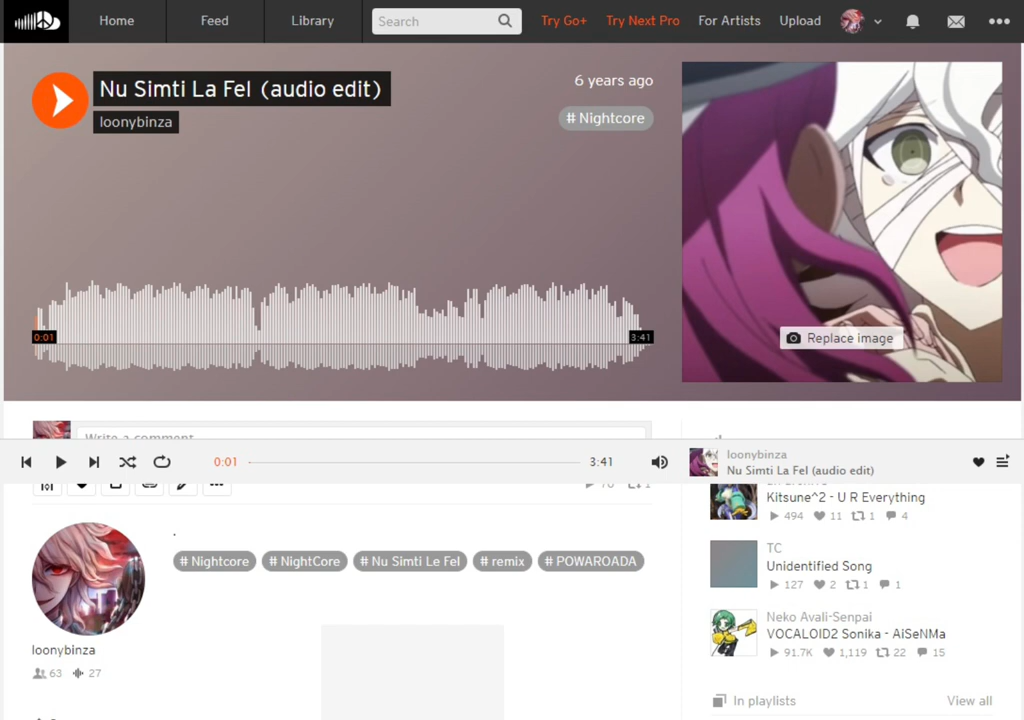 Home
Feed
Library
Search
Try Go+
Try Next Pro
For Artists
Upload
Nu Simti La Fel (audio edit)
loonybinza
6 years ago
# Nightcore
0:01
3:41
Replace image
Write a comment
0:01
3:41
loonybinza
Nu Simti La Fel (audio edit)
# Nightcore
# NightCore
# Nu Simti Le Fel
# remix
# POWAROADA
.
loonybinza
63
27
Kitsune^2 - U R Everything
494
11
1
4
TC
Unidentified Song
127
2
1
1
Neko Avali-Senpai
VOCALOID2 Sonika - AiSeNMa
91.7K
1,119
22
15
In playlists
View all